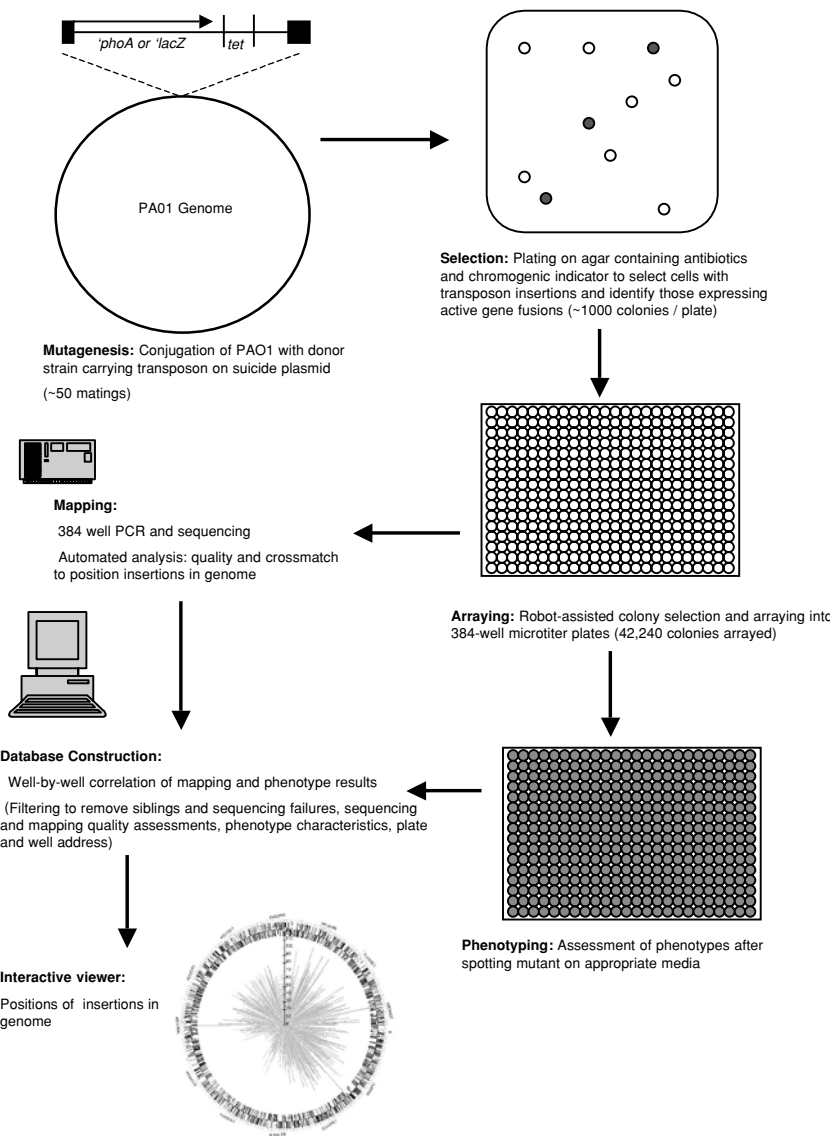 'phoA or 'lacZ
tet
PA01 Genome
Selection: Plating on agar containing antibiotics
and chromogenic indicator to select cells with
transposon insertions and identify those expressing
active gene fusions (~1000 colonies / plate)
Mutagenesis: Conjugation of PAO1 with donor
strain carrying transposon on suicide plasmid
(~50 matings)
Mapping:
384 well PCR and sequencing
Automated analysis: quality and crossmatch
to position insertions in genome
Arraying: Robot-assisted colony selection and arraying into
384-well microtiter plates (42,240 colonies arrayed)
Database Construction:
Well-by-well correlation of mapping and phenotype results
(Filtering to remove siblings and sequencing failures, sequencing
and mapping quality assessments, phenotype characteristics, plate
and well address)
Phenotyping: Assessment of phenotypes after
spotting mutant on appropriate media
Interactive viewer:
Positions of insertions in
genome